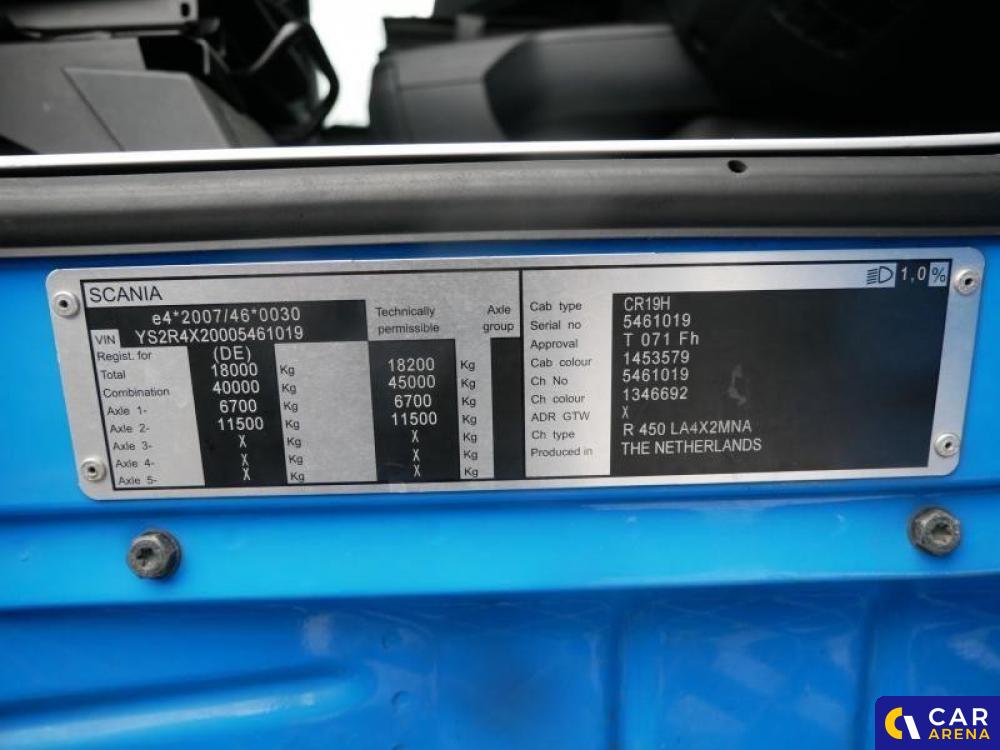 SCANIA
e4*2007/46*0030
VIN YS2R4X20005461019
Technically permissible
Axle group
Regist. for (DE)
Total 18000 Kg 18200 Kg
Combination 40000 Kg 45000 Kg
Axle 1- 6700 Kg 6700 Kg
Axle 2- 11500 Kg 11500 Kg
Axle 3- X Kg X Kg
Axle 4- X Kg X Kg
Axle 5- X Kg X Kg
1,0%
Cab type CR19H
Serial no 5461019
Approval T 071 Fh
Cab colour 1453579
Ch No 5461019
Ch colour 1346692
ADR GTW X
Ch type R 450 LA4X2MNA
Produced in THE NETHERLANDS
CAR
ARENA